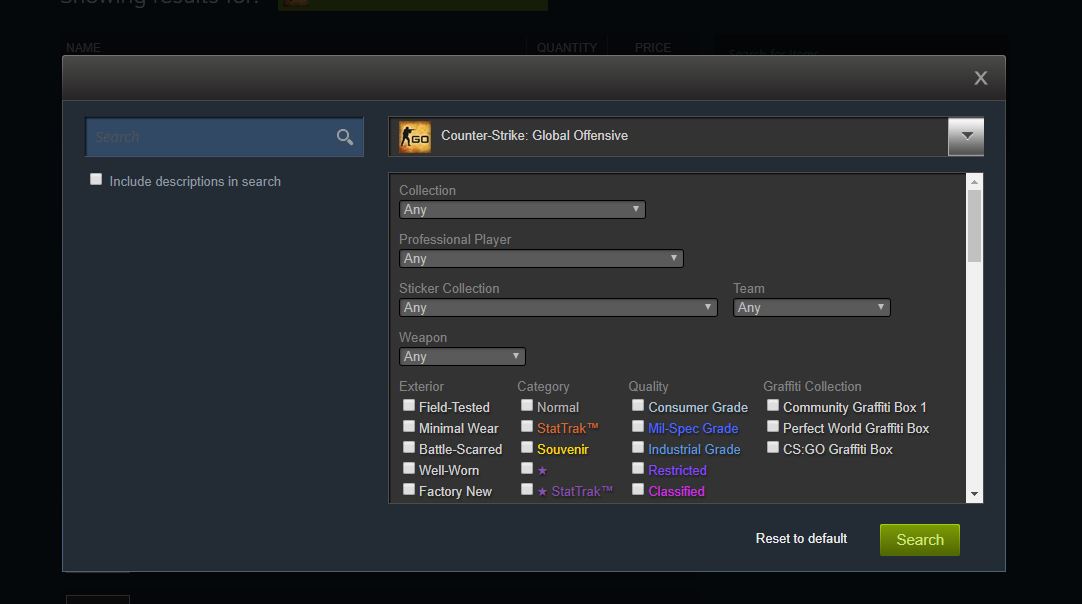 Showing results for:
NAME QUANTITY PRICE
Search for Items
X
Search
GO Counter-Strike: Global Offensive
Include descriptions in search
Collection
Any
Professional Player
Any
Sticker Collection Team
Any Any
Weapon
Any
Exterior Category Quality Graffiti Collection
Field-Tested Normal Consumer Grade Community Graffiti Box 1
Minimal Wear StatTrak™ Mil-Spec Grade Perfect World Graffiti Box
Battle-Scarred Souvenir Industrial Grade CS:GO Graffiti Box
Well-Worn ★ Restricted
Factory New ★ StatTrak™ Classified
Reset to default Search